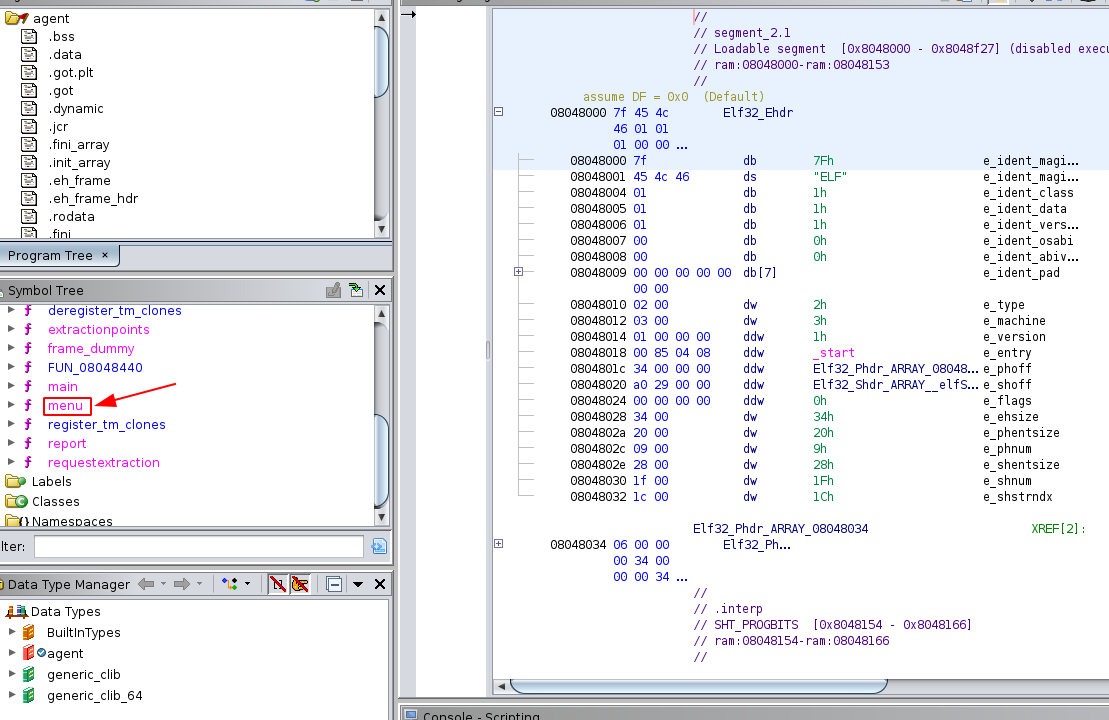 agent
.bss
.data
.got.plt
.got
.dynamic
.jcr
.fini_array
.init_array
.eh_frame
.eh_frame_hdr
.rodata
.fini
Program Tree ×
Symbol Tree
deregister_tm_clones
extractionpoints
frame_dummy
FUN_08048440
main
menu
register_tm_clones
report
requestextraction
Labels
Classes
Namespaces
lter:
Data Type Manager
Data Types
BuiltInTypes
agent
generic_clib
generic_clib_64
//
// segment_2.1
// Loadable segment [0x8048000 - 0x8048f27] (disabled execu
// ram:08048000-ram:08048153
//
assume DF = 0x0 (Default)
08048000 7f 45 4c Elf32_Ehdr
46 01 01
01 00 00 ...
08048000 7f db 7Fh e_ident_magi...
08048001 45 4c 46 ds "ELF" e_ident_magi...
08048004 01 db 1h e_ident_class
08048005 01 db 1h e_ident_data
08048006 01 db 1h e_ident_vers...
08048007 00 db 0h e_ident_osabi
08048008 00 db 0h e_ident_abiv...
08048009 00 00 00 00 00 db[7] e_ident_pad
00 00
08048010 02 00 dw 2h e_type
08048012 03 00 dw 3h e_machine
08048014 01 00 00 00 ddw 1h e_version
08048018 00 85 04 08 ddw _start e_entry
0804801c 34 00 00 00 ddw Elf32_Phdr_ARRAY_08048... e_phoff
08048020 a0 29 00 00 ddw Elf32_Shdr_ARRAY__elfS... e_shoff
08048024 00 00 00 00 ddw 0h e_flags
08048028 34 00 dw 34h e_ehsize
0804802a 20 00 dw 20h e_phentsize
0804802c 09 00 dw 9h e_phnum
0804802e 28 00 dw 28h e_shentsize
08048030 1f 00 dw 1Fh e_shnum
08048032 1c 00 dw 1Ch e_shstrndx
Elf32_Phdr_ARRAY_08048034 XREF[2]:
08048034 06 00 00 Elf32_Ph...
00 34 00
00 00 34 ...
//
// .interp
// SHT_PROGBITS [0x8048154 - 0x8048166]
// ram:08048154-ram:08048166
//
Console - Scripting